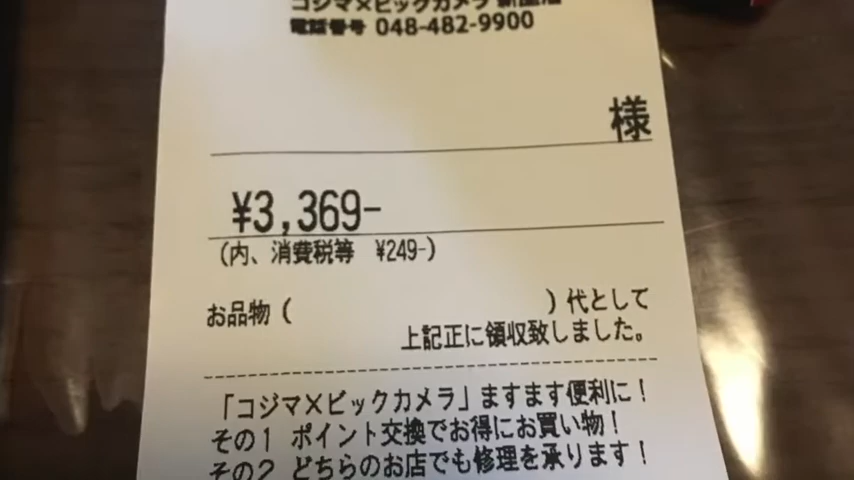 コジマ×ビックカメラ 新座店
電話番号 048-482-9900
様
¥3,369-
(内、消費税等 ¥249-)
お品物( )代として
上記正に領収致しました。
「コジマ×ビックカメラ」ますます便利に!
その1 ポイント交換でお得にお買い物!
その2 どちらのお店でも修理を承ります!